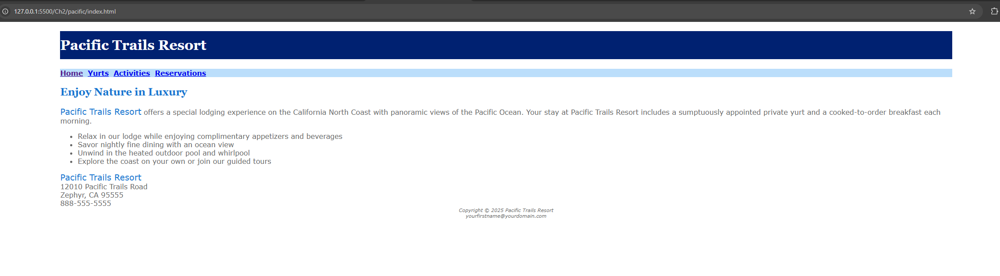 127.0.0.1:5500/Ch2/pacific/index.html
Pacific Trails Resort
Home Yurts Activities Reservations
Enjoy Nature in Luxury
Pacific Trails Resort offers a special lodging experience on the California North Coast with panoramic views of the Pacific Ocean. Your stay at Pacific Trails Resort includes a sumptuously appointed private yurt and a cooked-to-order breakfast each
morning.
• Relax in our lodge while enjoying complimentary appetizers and beverages
• Savor nightly fine dining with an ocean view
• Unwind in the heated outdoor pool and whirlpool
• Explore the coast on your own or join our guided tours
Pacific Trails Resort
12010 Pacific Trails Road
Zephyr, CA 95555
888-555-5555
Copyright © 2025 Pacific Trails Resort
yourfirstname@yourdomain.com